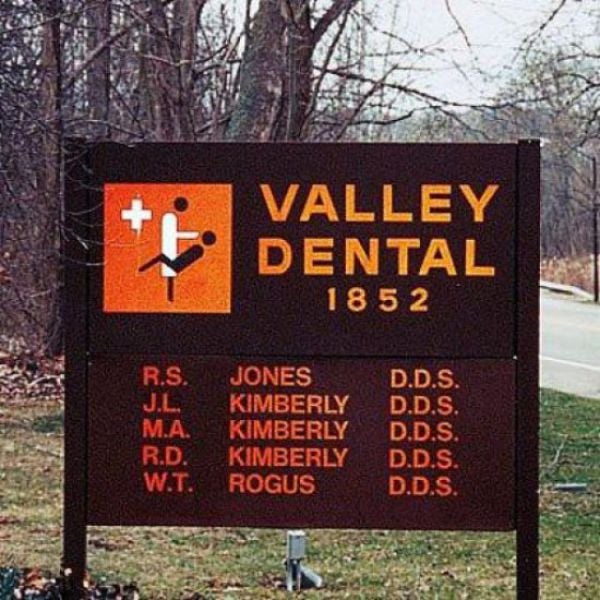 VALLEY
DENTAL
1852
R.S. JONES D.D.S.
J.L. KIMBERLY D.D.S.
M.A. KIMBERLY D.D.S.
R.D. KIMBERLY D.D.S.
W.T. ROGUS D.D.S.